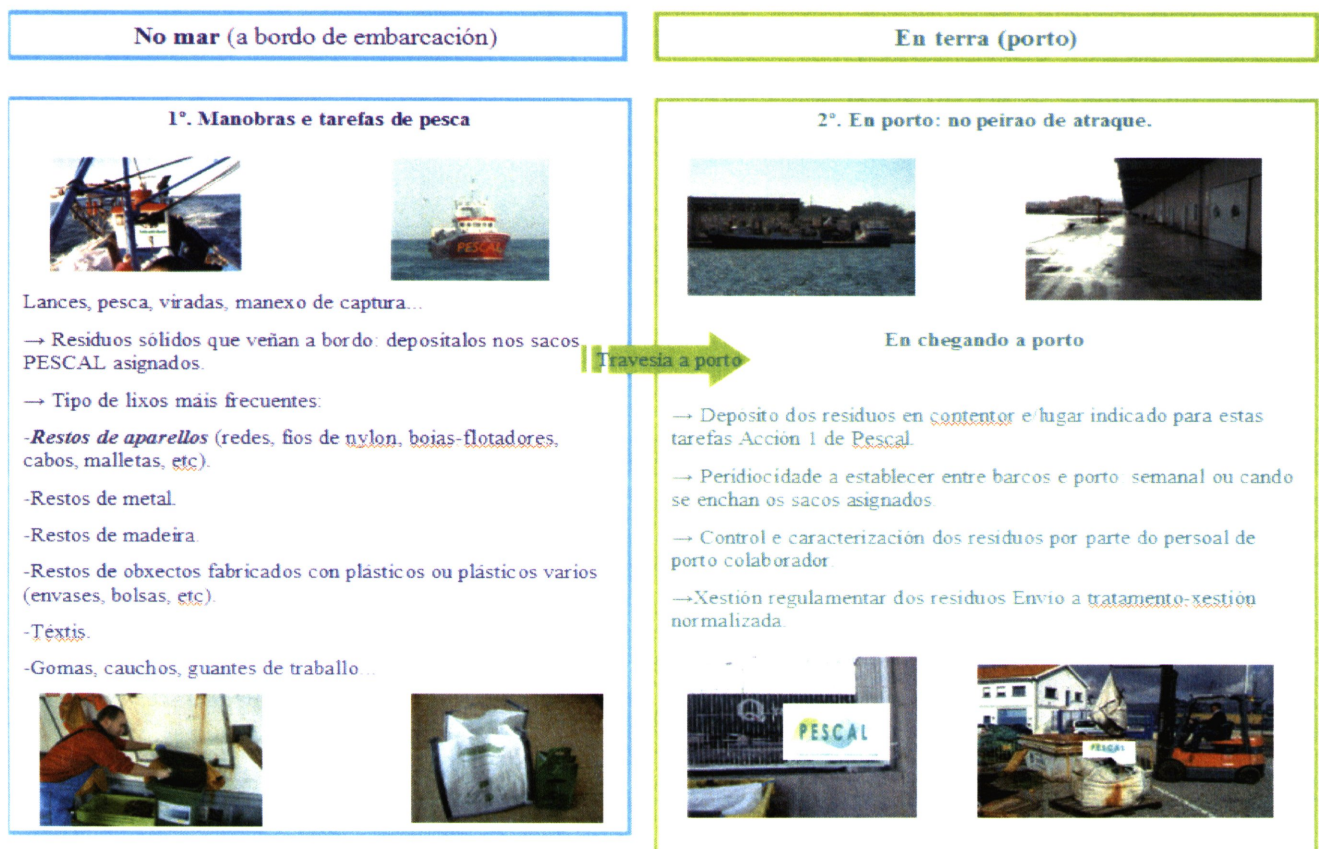 No mar (a bordo de embarcación)
En terra (porto)
1º. Manobras e tarefas de pesca
PESCAL
Lances, pesca, viradas, manexo de captura...
→ Residuos sólidos que veñan a bordo: deposítalos nos sacos
PESCAL asignados.
→ Tipo de lixos máis frecuentes:
-Restos de aparellos (redes, fios de nylon, boias-flotadores,
cabos, malletas, etc).
-Restos de metal.
-Restos de madeira.
-Restos de obxectos fabricados con plásticos ou plásticos varios
(envases, bolsas, etc).
-Téxtis.
-Gomas, cauchos, guantes de traballo...
Travesía a porto
2º. En porto: no peirao de atraque.
En chegando a porto
→ Deposito dos residuos en contentor e/lugar indicado para estas
tarefas Acción 1 de Pescal.
→ Peridiocidade a establecer entre barcos e porto semanal ou cando
se enchan os sacos asignados.
→ Control e caracterización dos residuos por parte do persoal de
porto colaborador.
→Xestión regulamentar dos residuos Envío a tratamento-xestión
normalizada.
PESCAL
PESCAL